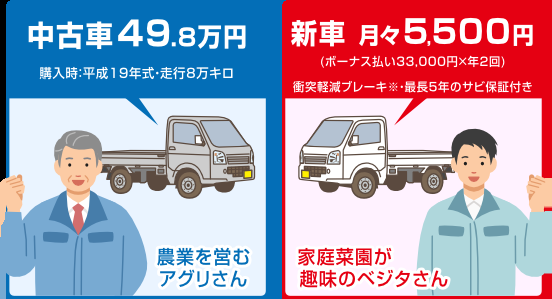 中古車49.8万円
購入時:平成19年式・走行8万キロ
農業を営む
アグリさん
新車 月々5,500円
(ボーナス払い33,000円×年2回)
衝突軽減ブレーキ※・最長5年のサビ保証付き
家庭菜園が
趣味のベジタさん